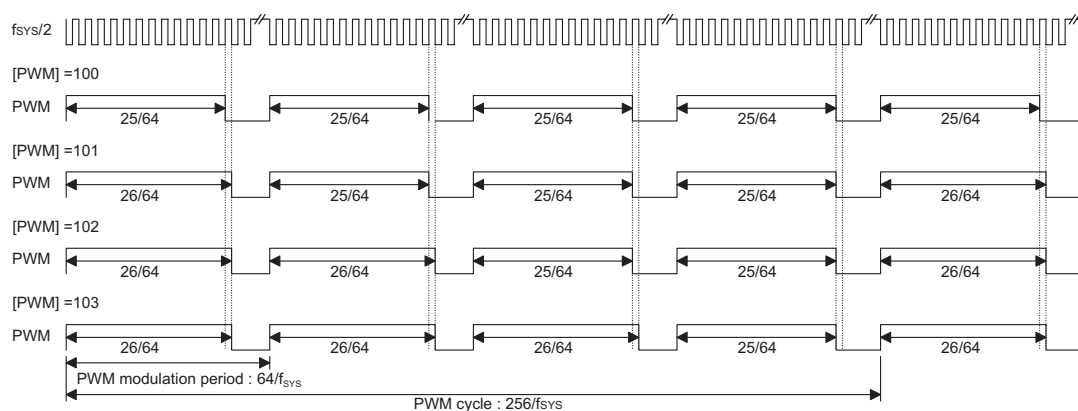 fSYS/2
[PWM] =100
PWM
25/64 25/64 25/64 25/64 25/64
[PWM] =101
PWM
26/64 25/64 25/64 25/64 26/64
[PWM] =102
PWM
26/64 26/64 25/64 25/64 26/64
[PWM] =103
PWM
26/64 26/64 26/64 25/64 26/64
PWM modulation period : 64/fSYS
PWM cycle : 256/fSYS